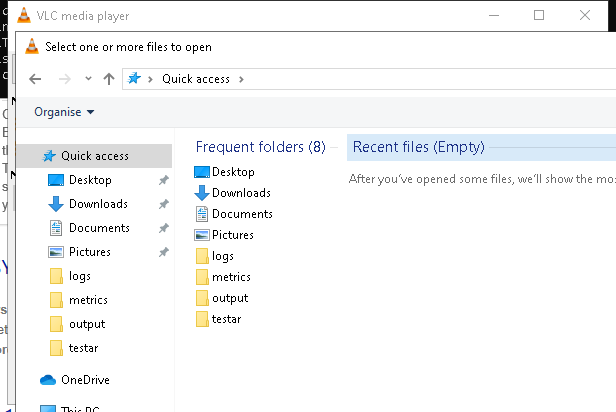 VLC media player
Select one or more files to open
Quick access
Organise
Quick access
Desktop
Downloads
Documents
Pictures
logs
metrics
output
testar
OneDrive
This PC
Frequent folders (8)
Desktop
Downloads
Documents
Pictures
logs
metrics
output
testar
Recent files (Empty)
After you've opened some files, we'll show the mos